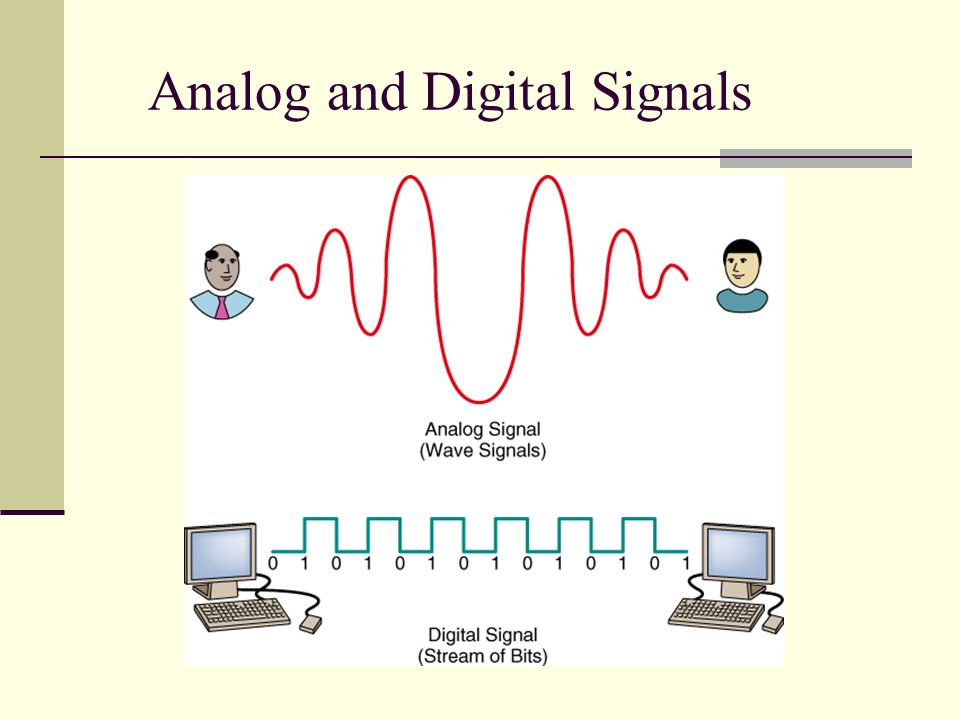 Analog and Digital Signals
Analog Signal
(Wave Signals)
0 1 0 1 0 1 0 1 0 1 0 1 0 1
Digital Signal
(Stream of Bits)